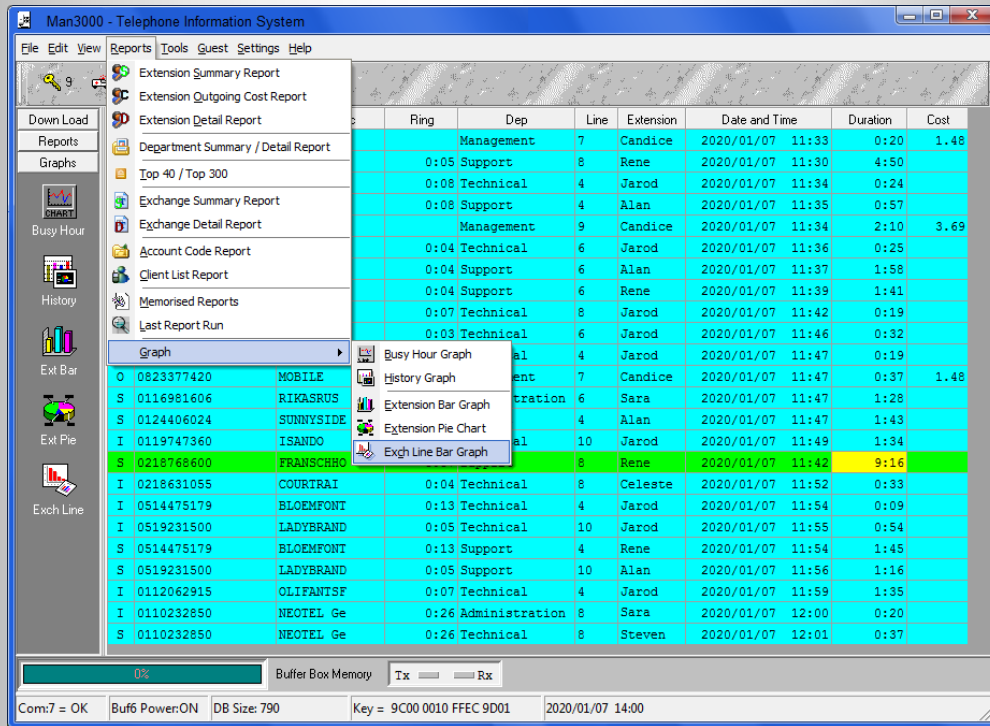 Man3000 - Telephone Information System
File Edit View Reports Tools Guest Settings Help
9
Extension Summary Report
Extension Outgoing Cost Report
Extension Detail Report
Department Summary / Detail Report
Top 40 / Top 300
Exchange Summary Report
Exchange Detail Report
Account Code Report
Client List Report
Memorised Reports
Last Report Run
Graph
Busy Hour Graph
History Graph
Extension Bar Graph
Extension Pie Chart
Exch Line Bar Graph
Down Load
Reports
Graphs
CHART
Busy Hour
History
Ext Bar
Ext Pie
Exch Line
c Ring Dep Line Extension Date and Time Duration Cost
Management 7 Candice 2020/01/07 11:33 0:20 1.48
0:05 Support 8 Rene 2020/01/07 11:30 4:50
0:08 Technical 4 Jarod 2020/01/07 11:34 0:24
0:08 Support 4 Alan 2020/01/07 11:35 0:57
Management 9 Candice 2020/01/07 11:34 2:10 3.69
0:04 Technical 6 Jarod 2020/01/07 11:36 0:25
0:04 Support 6 Alan 2020/01/07 11:37 1:58
0:04 Support 6 Rene 2020/01/07 11:39 1:41
0:07 Technical 8 Jarod 2020/01/07 11:42 0:19
0:03 Technical 6 Jarod 2020/01/07 11:46 0:32
al 4 Jarod 2020/01/07 11:47 0:19
O 0823377420 MOBILE ent 7 Candice 2020/01/07 11:47 0:37 1.48
S 0116981606 RIKASRUS tration 6 Sara 2020/01/07 11:47 1:28
S 0124406024 SUNNYSIDE 4 Alan 2020/01/07 11:43 1:47
I 0119747360 ISANDO al 10 Jarod 2020/01/07 11:49 1:34
S 0218768600 FRANSCHHO 8 Rene 2020/01/07 11:42 9:16
I 0218631055 COURTRAI 0:04 Technical 8 Celeste 2020/01/07 11:52 0:33
I 0514475179 BLOEMFONT 0:13 Technical 4 Jarod 2020/01/07 11:54 0:09
I 0519231500 LADYBRAND 0:05 Technical 10 Jarod 2020/01/07 11:55 0:54
S 0514475179 BLOEMFONT 0:13 Support 4 Rene 2020/01/07 11:54 1:45
S 0519231500 LADYBRAND 0:05 Support 10 Alan 2020/01/07 11:56 1:16
I 0112062915 OLIFANTSF 0:07 Technical 4 Jarod 2020/01/07 11:59 1:35
I 0110232850 NEOTEL Ge 0:26 Administration 8 Sara 2020/01/07 12:00 0:20
S 0110232850 NEOTEL Ge 0:26 Technical 8 Steven 2020/01/07 12:01 0:37
0% Buffer Box Memory Tx Rx
Com:7 = OK Buf6 Power:ON DB Size: 790 Key = 9C00 0010 FFEC 9D01 2020/01/07 14:00